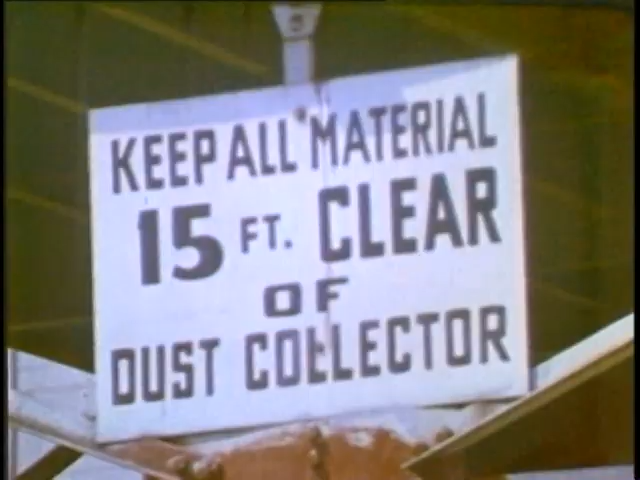 KEEP ALL MATERIAL
15 FT. CLEAR
OF
DUST COLLECTOR